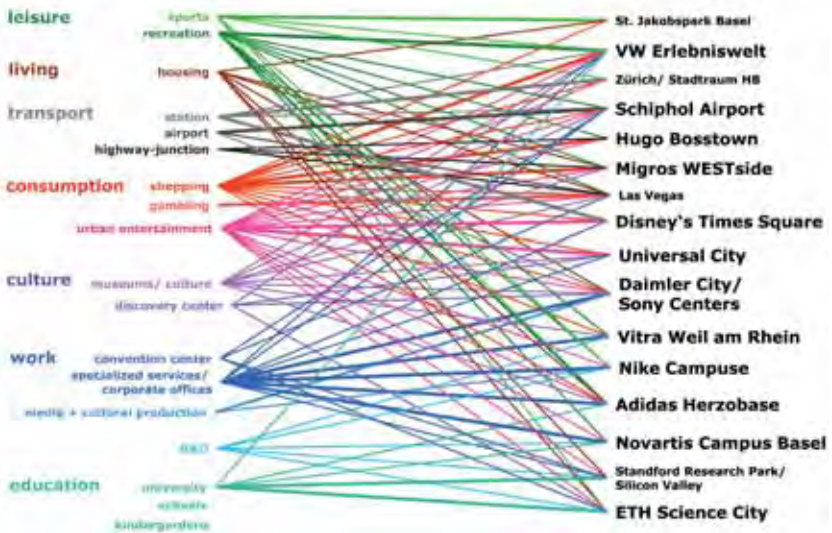 leisure
sports
recreation
living
housing
transport
station
airport
highway-junction
consumption
shopping
gambling
urban entertainment
culture
museums/ culture
discovery center
work
convention center
specialized services/
corporate offices
media + cultural production
R&D
education
university
schools
kindergardens
St. Jakobspark Basel
VW Erlebniswelt
Zürich/ Stadtraum HB
Schiphol Airport
Hugo Bosstown
Migros WESTside
Las Vegas
Disney's Times Square
Universal City
Daimler City/
Sony Centers
Vitra Weil am Rhein
Nike Campuse
Adidas Herzobase
Novartis Campus Basel
Standford Research Park/
Silicon Valley
ETH Science City